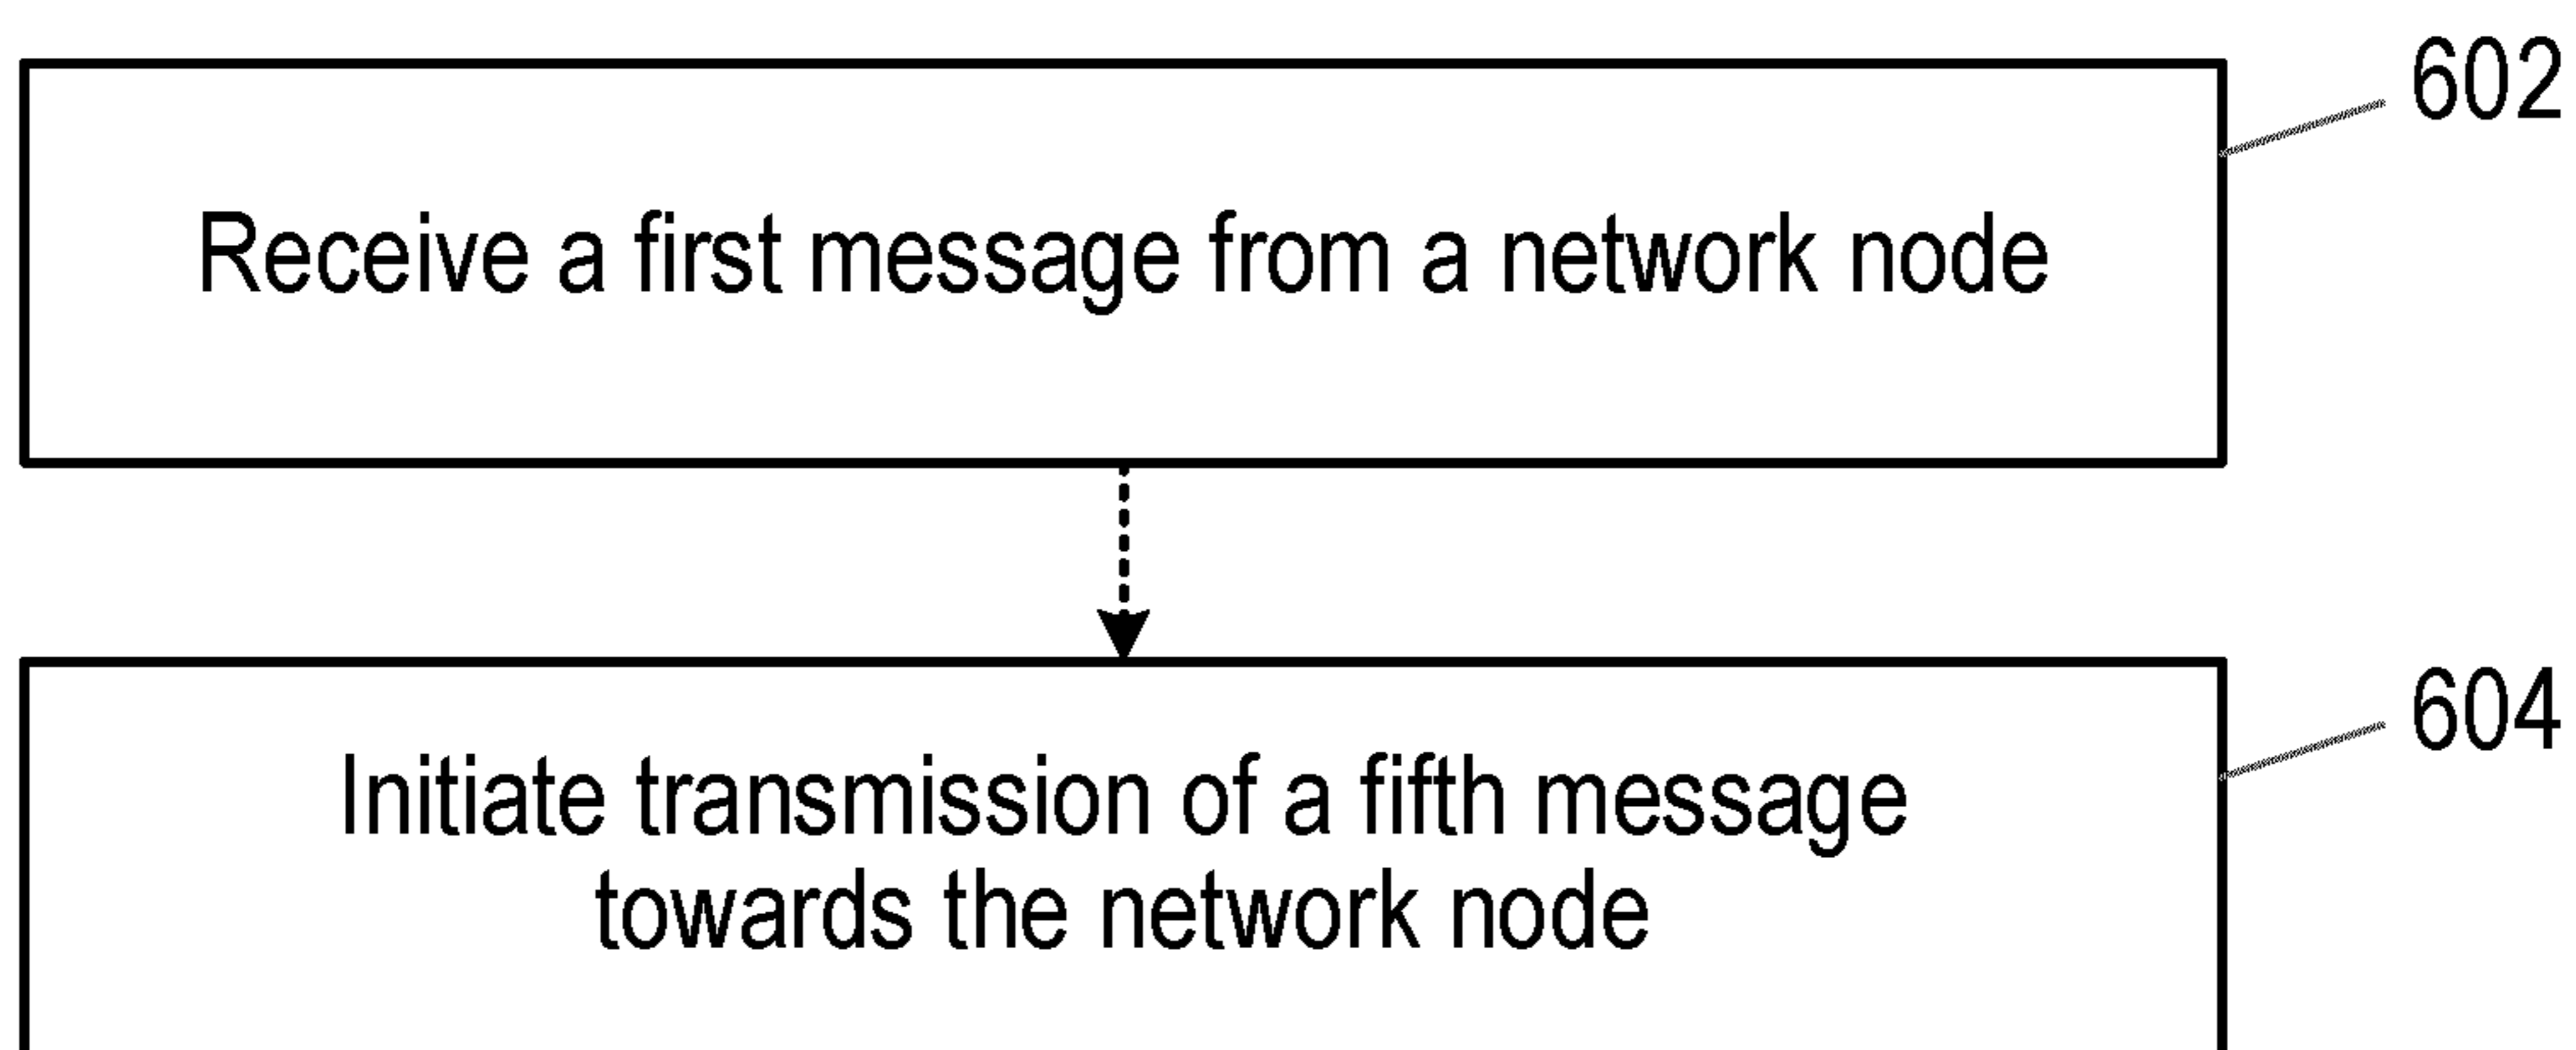 602
Receive a first message from a network node
604
Initiate transmission of a fifth message
towards the network node